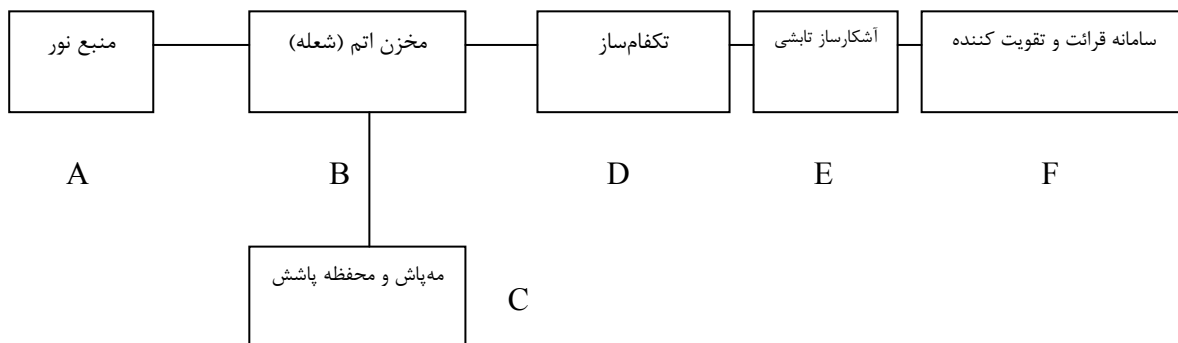 منبع نور
مخزن اتم (شعله)
تکفام‌ساز
آشکارساز تابشی
سامانه قرائت و تقویت کننده
A
B
D
E
F
مه‌پاش و محفظه پاشش
C